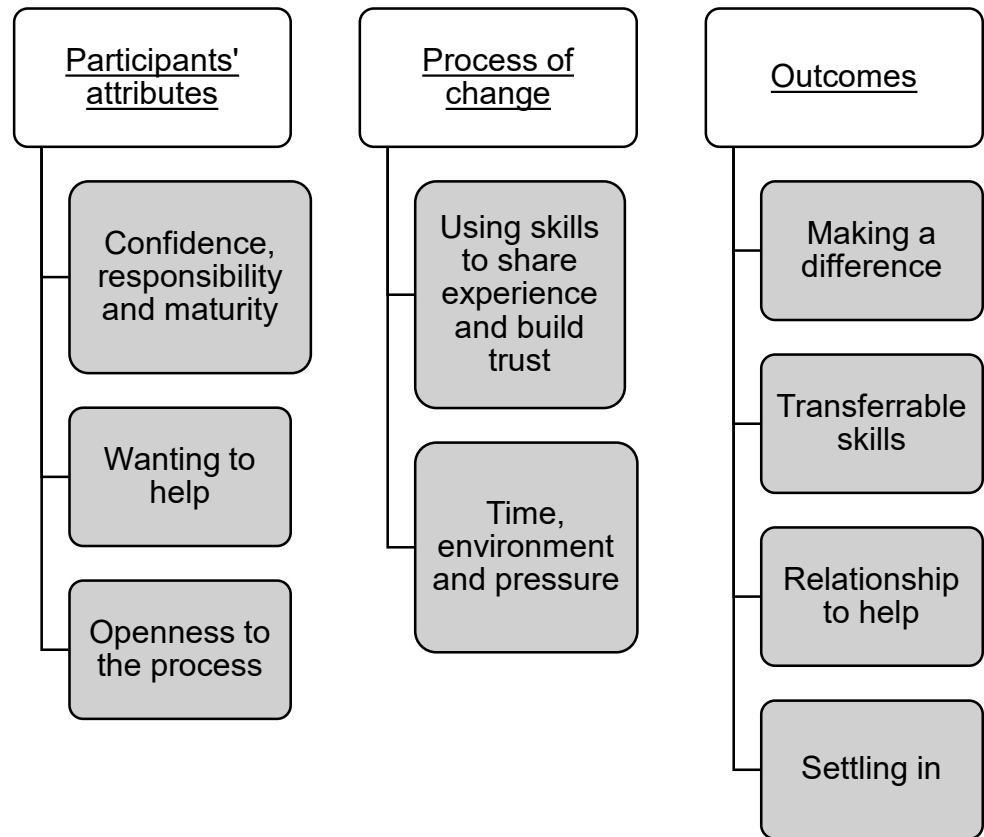 Participants'
attributes
Confidence,
responsibility
and maturity
Wanting to
help
Openness to
the process
Process of
change
Using skills
to share
experience
and build
trust
Time,
environment
and pressure
Outcomes
Making a
difference
Transferrable
skills
Relationship
to help
Settling in